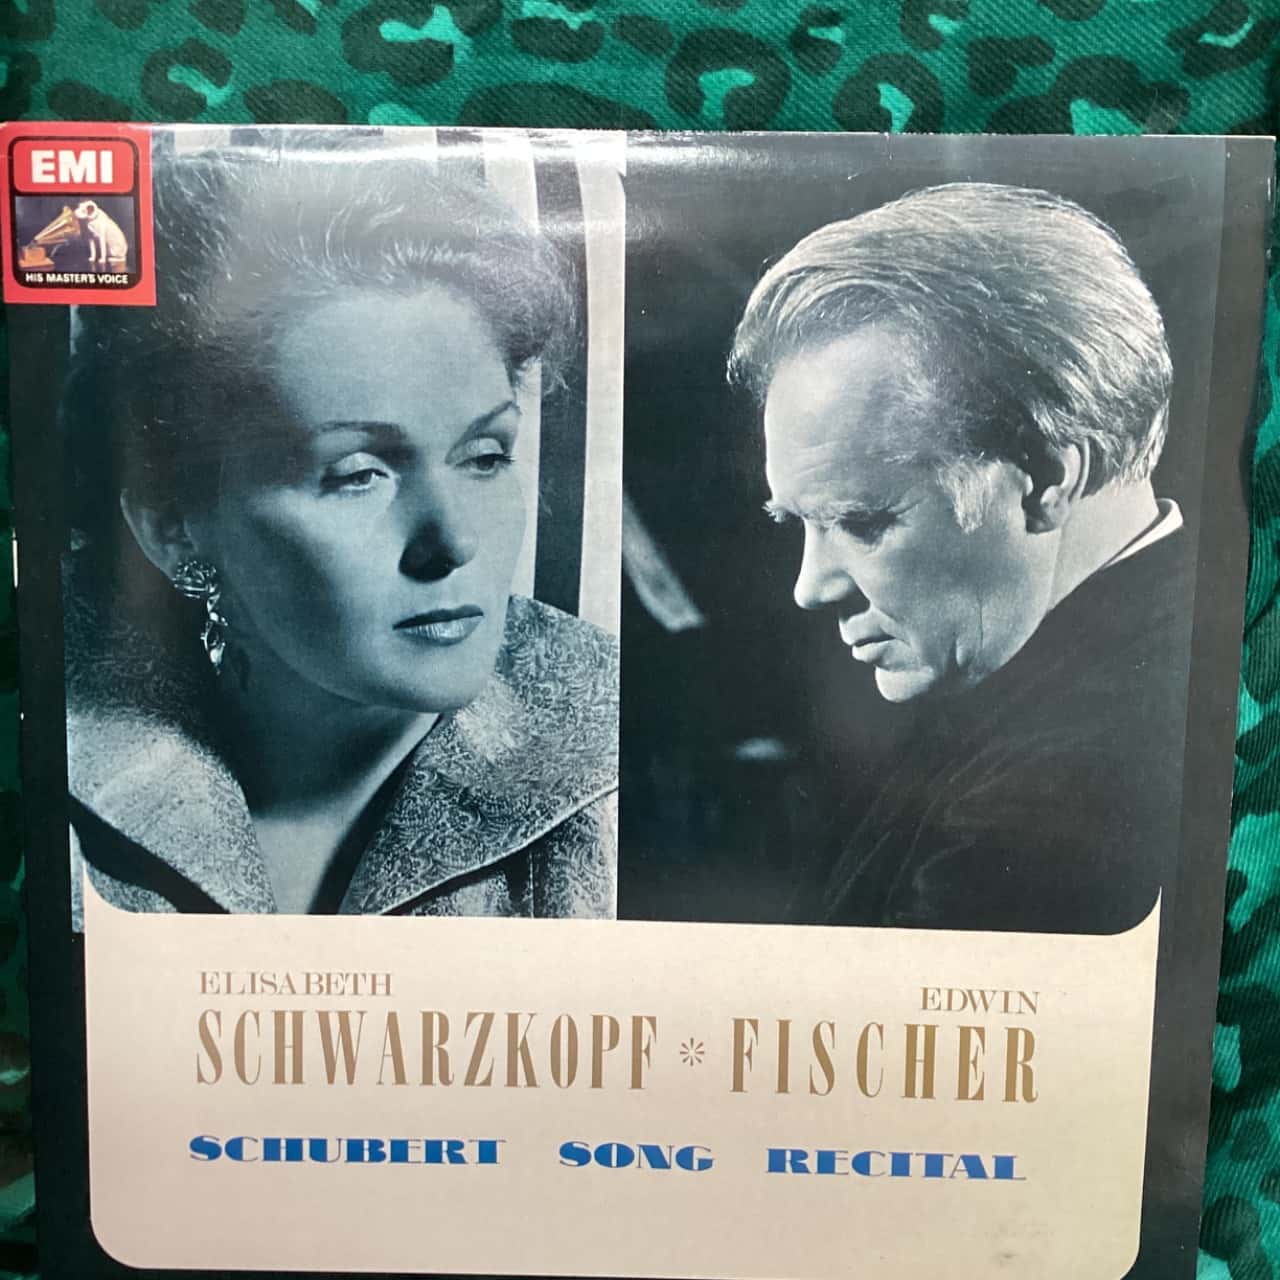 EMI
HIS MASTER'S VOICE
ELISABETH
EDWIN
SCHWARZKOPF * FISCHER
SCHUBERT SONG RECITAL